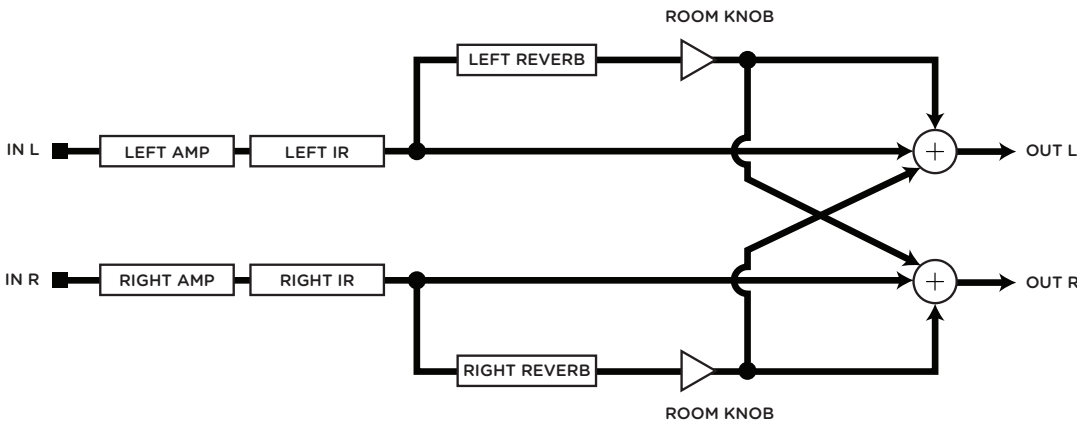 ROOM KNOB
LEFT REVERB
IN L
LEFT AMP
LEFT IR
+
OUT L
IN R
RIGHT AMP
RIGHT IR
+
OUT R
RIGHT REVERB
ROOM KNOB